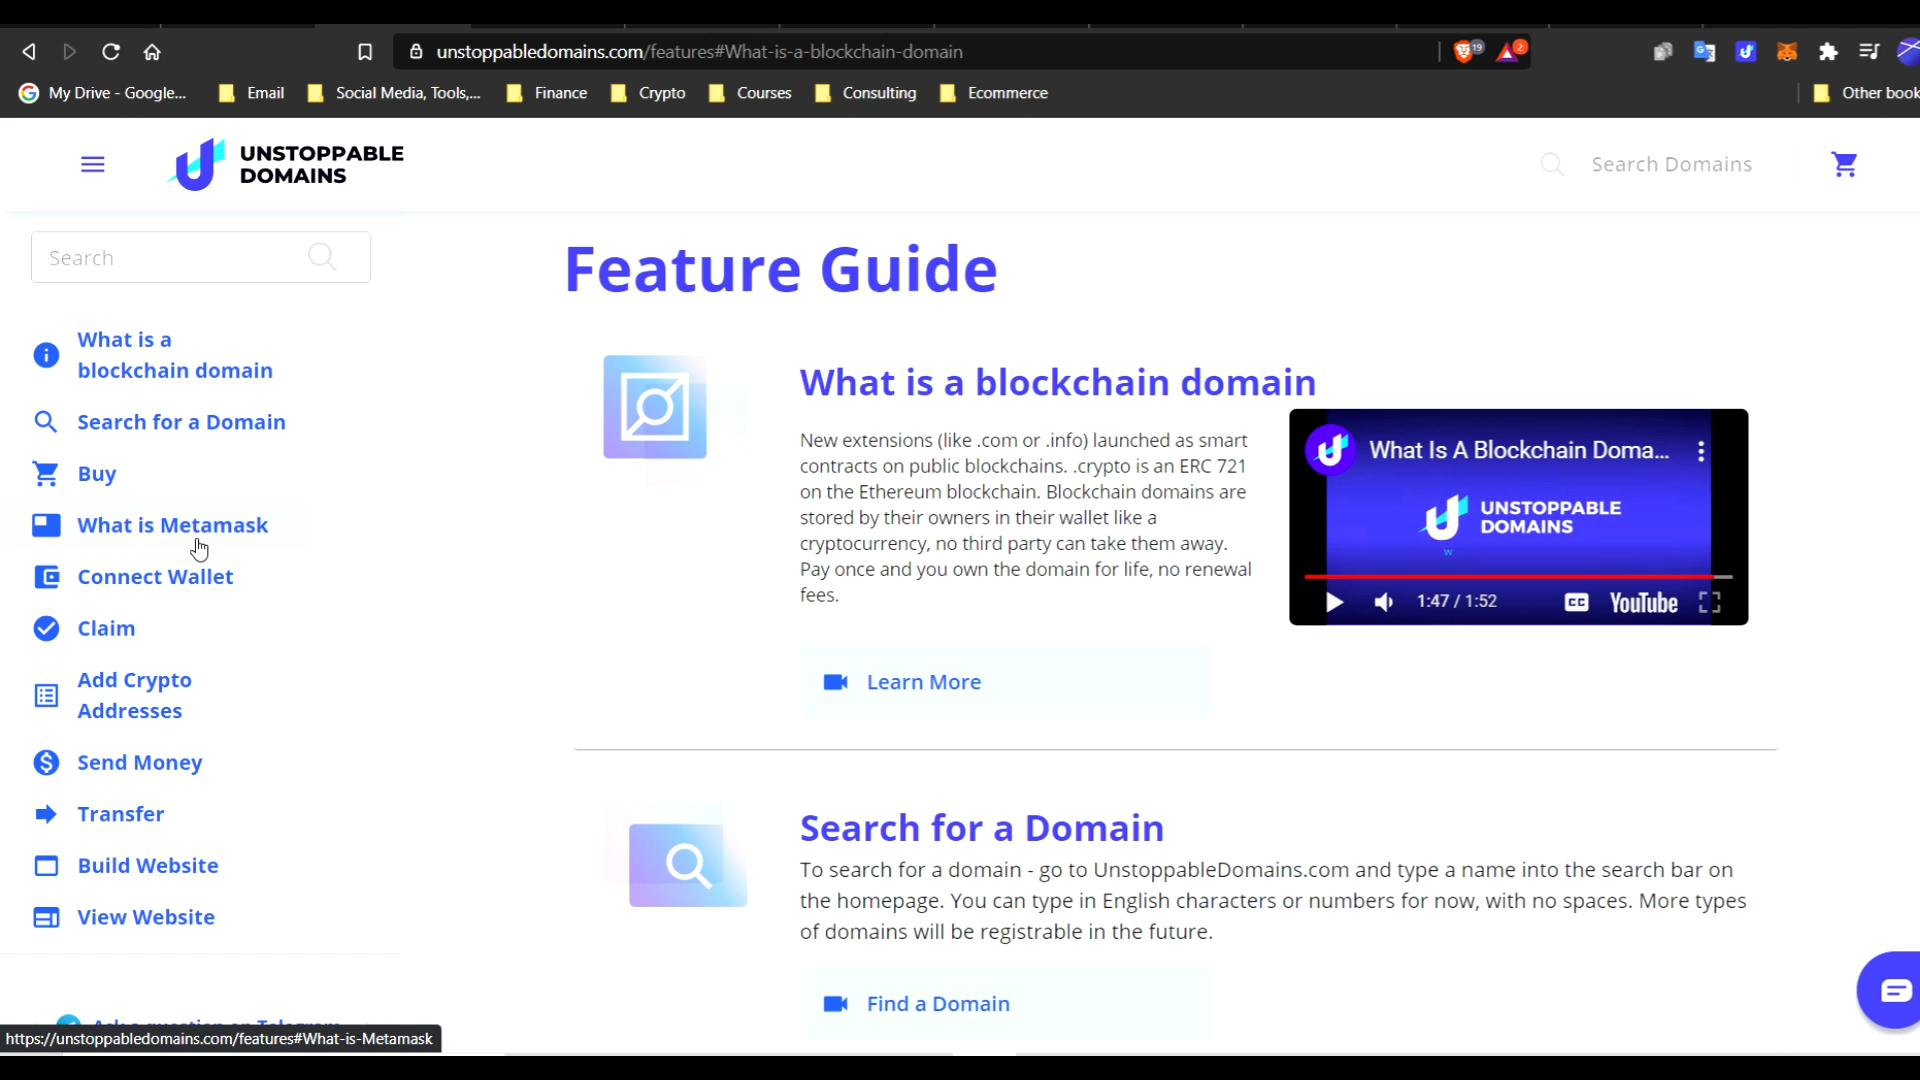 unstoppabledomains.com/features#What-is-a-blockchain-domain
19
2
My Drive - Google...
Email
Social Media, Tools,...
Finance
Crypto
Courses
Consulting
Ecommerce
Other book
UNSTOPPABLE
DOMAINS
Search Domains
Search
What is a
blockchain domain
Search for a Domain
Buy
What is Metamask
Connect Wallet
Claim
Add Crypto
Addresses
Send Money
Transfer
Build Website
View Website
https://unstoppabledomains.com/features#What-is-Metamask
Feature Guide
What is a blockchain domain
New extensions (like .com or .info) launched as smart
contracts on public blockchains. .crypto is an ERC 721
on the Ethereum blockchain. Blockchain domains are
stored by their owners in their wallet like a
cryptocurrency, no third party can take them away.
Pay once and you own the domain for life, no renewal
fees.
What Is A Blockchain Doma...
UNSTOPPABLE
DOMAINS
w
1:47 / 1:52
CC
YouTube
Learn More
Search for a Domain
To search for a domain - go to UnstoppableDomains.com and type a name into the search bar on
the homepage. You can type in English characters or numbers for now, with no spaces. More types
of domains will be registrable in the future.
Find a Domain